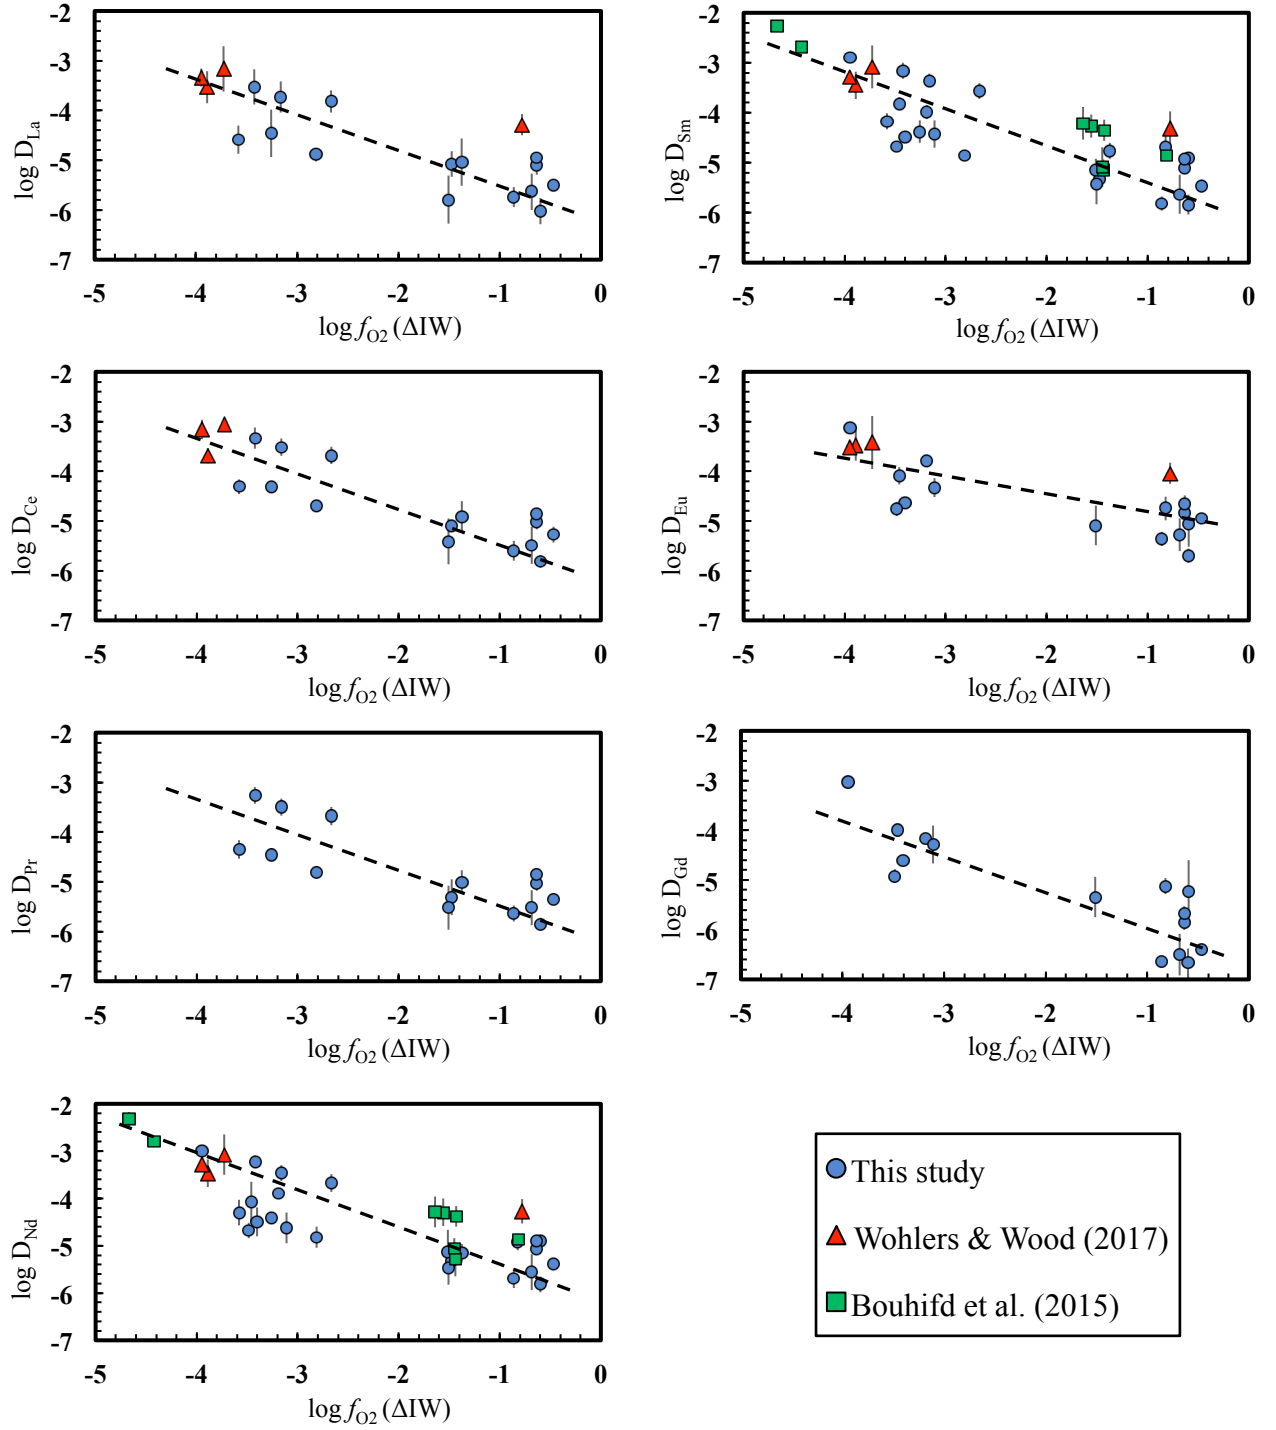 -2
-3
-4
-5
-6
-7
log D_La
-5 -4 -3 -2 -1 0
log f_O2 (ΔIW)
-2
-3
-4
-5
-6
-7
log D_Sm
-5 -4 -3 -2 -1 0
log f_O2 (ΔIW)
-2
-3
-4
-5
-6
-7
log D_Ce
-5 -4 -3 -2 -1 0
log f_O2 (ΔIW)
-2
-3
-4
-5
-6
-7
log D_Eu
-5 -4 -3 -2 -1 0
log f_O2 (ΔIW)
-2
-3
-4
-5
-6
-7
log D_Pr
-5 -4 -3 -2 -1 0
log f_O2 (ΔIW)
-2
-3
-4
-5
-6
-7
log D_Gd
-5 -4 -3 -2 -1 0
log f_O2 (ΔIW)
-2
-3
-4
-5
-6
-7
log D_Nd
-5 -4 -3 -2 -1 0
log f_O2 (ΔIW)
This study
Wohlers & Wood (2017)
Bouhifd et al. (2015)